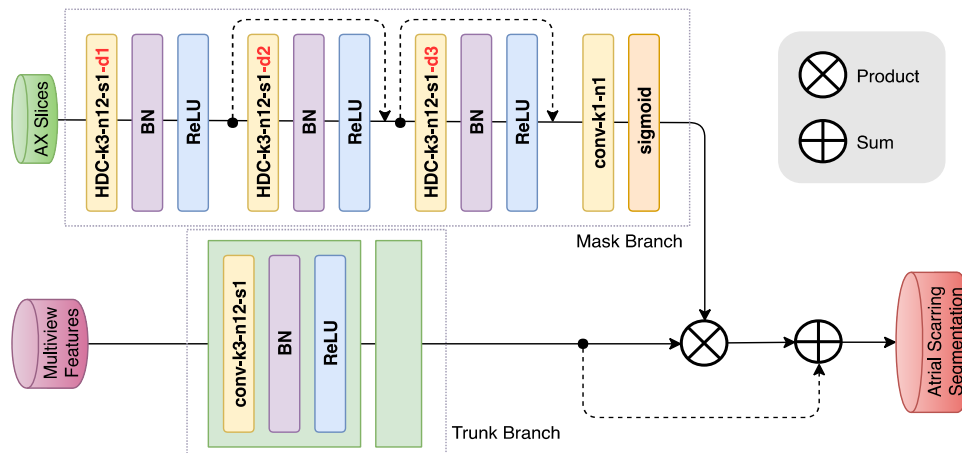 AX Slices
HDC-k3-n12-s1-d1
BN
ReLU
HDC-k3-n12-s1-d2
BN
ReLU
HDC-k3-n12-s1-d3
BN
ReLU
conv-k1-n1
sigmoid
Mask Branch
Product
Sum
Multiview
Features
conv-k3-n12-s1
BN
ReLU
Trunk Branch
Atrial Scarring
Segmentation